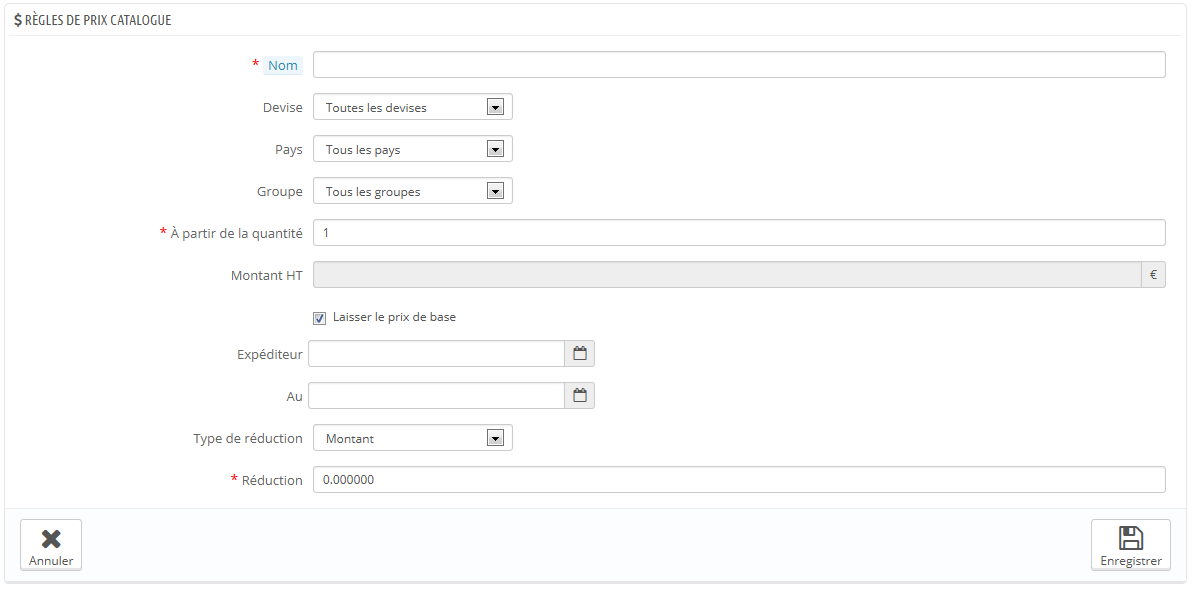 $ RÈGLES DE PRIX CATALOGUE
* Nom
Devise Toutes les devises
Pays Tous les pays
Groupe Tous les groupes
* À partir de la quantité 1
Montant HT €
Laisser le prix de base
Expéditeur
Au
Type de réduction Montant
* Réduction 0.000000
Annuler Enregistrer